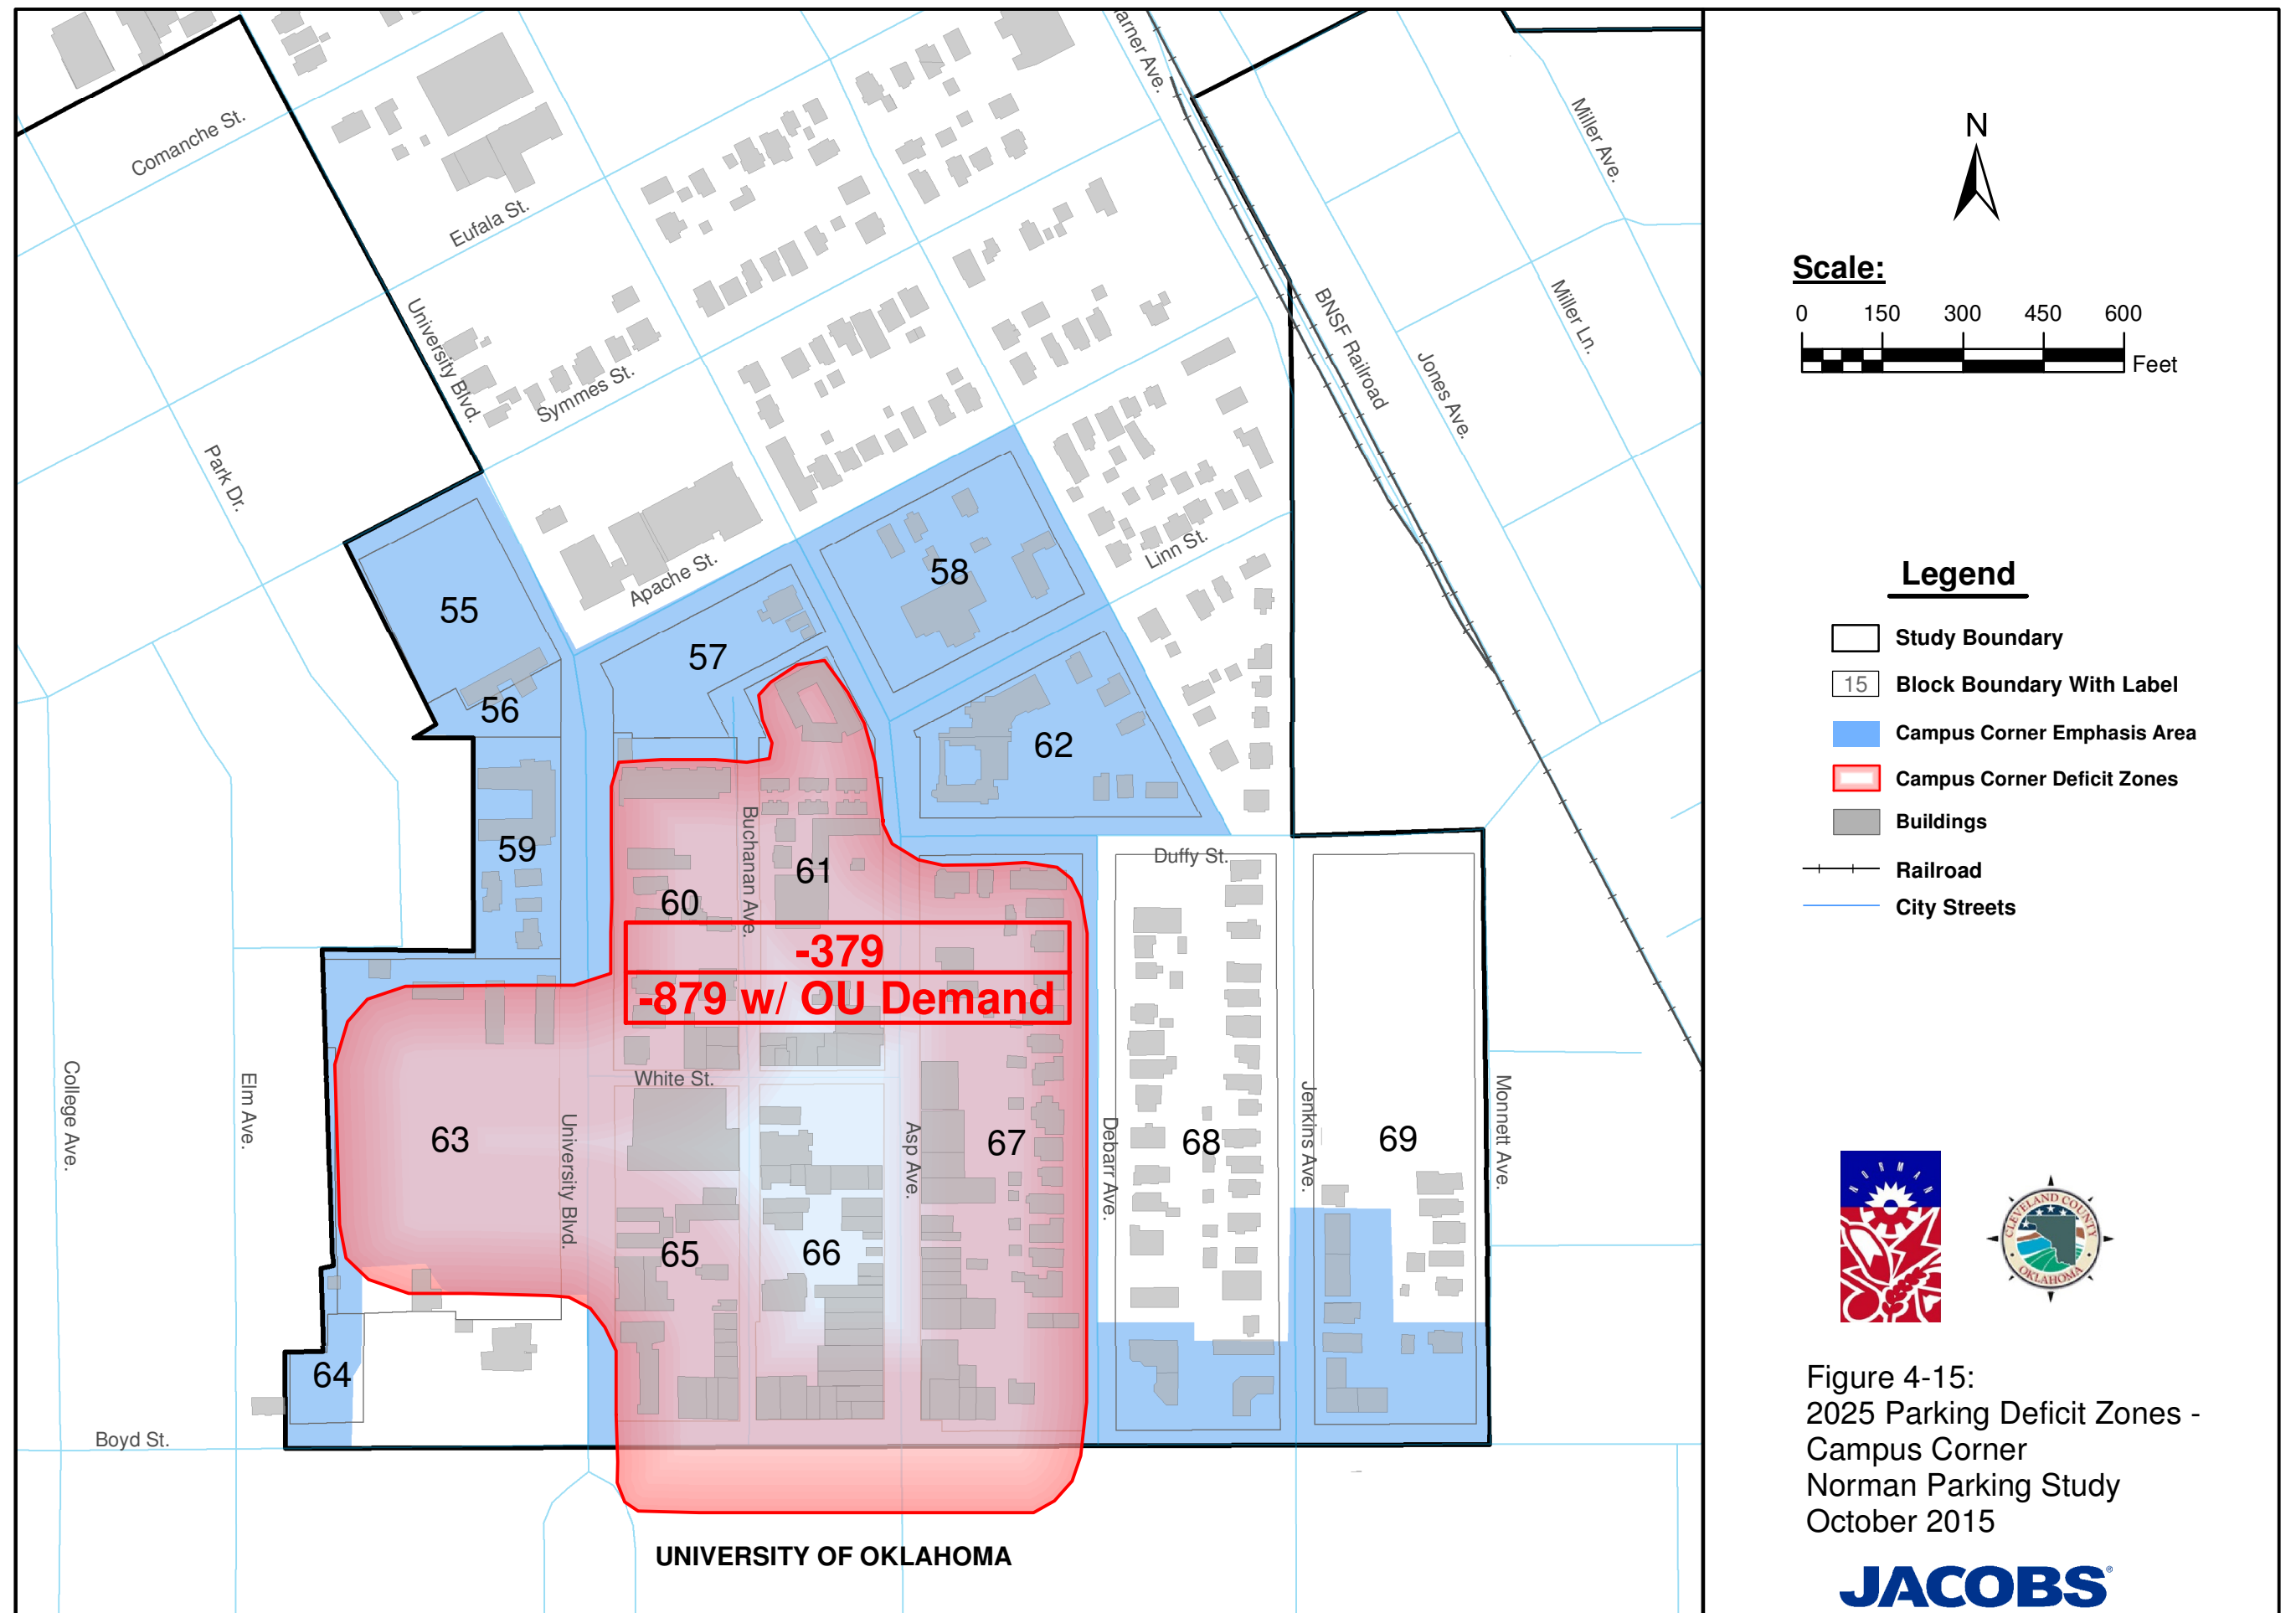 Comanche St.
Eufala St.
University Blvd.
Symmes St.
Park Dr.
Apache St.
Linn St.
BNSF Railroad
Jones Ave.
Miller Ave.
Miller Ln.
55
56
57
58
59
60
61
62
63
64
65
66
67
68
69
Buchanan Ave.
Duffy St.
-379
-879 w/ OU Demand
White St.
College Ave.
Elm Ave.
University Blvd.
Asp Ave.
Debarr Ave.
Jenkins Ave.
Monnett Ave.
Boyd St.
UNIVERSITY OF OKLAHOMA
N
Scale:
0 150 300 450 600
Feet
Legend
Study Boundary
15 Block Boundary With Label
Campus Corner Emphasis Area
Campus Corner Deficit Zones
Buildings
Railroad
City Streets
NORMAN
CLEVELAND COUNTY
OKLAHOMA
Figure 4-15:
2025 Parking Deficit Zones -
Campus Corner
Norman Parking Study
October 2015
JACOBS